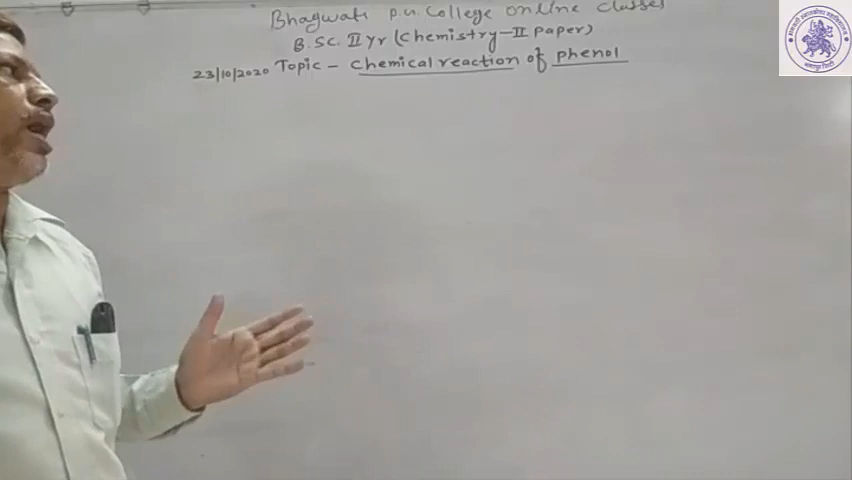 Bhagwati P.G. College online classes
B.Sc. II yr (Chemistry-II Paper)
23/10/2020 Topic - Chemical reaction of phenol